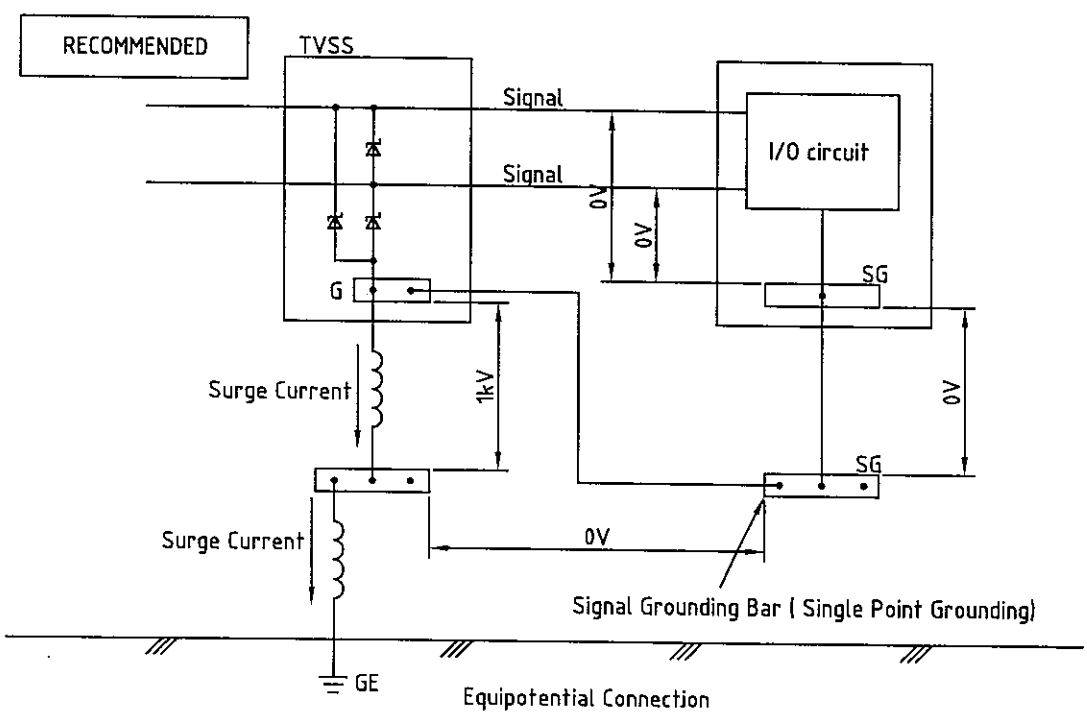 RECOMMENDED
TVSS
Signal
I/O circuit
Signal
0V
0V
SG
G
Surge Current
1kV
0V
SG
Surge Current
0V
Signal Grounding Bar ( Single Point Grounding)
GE
Equipotential Connection